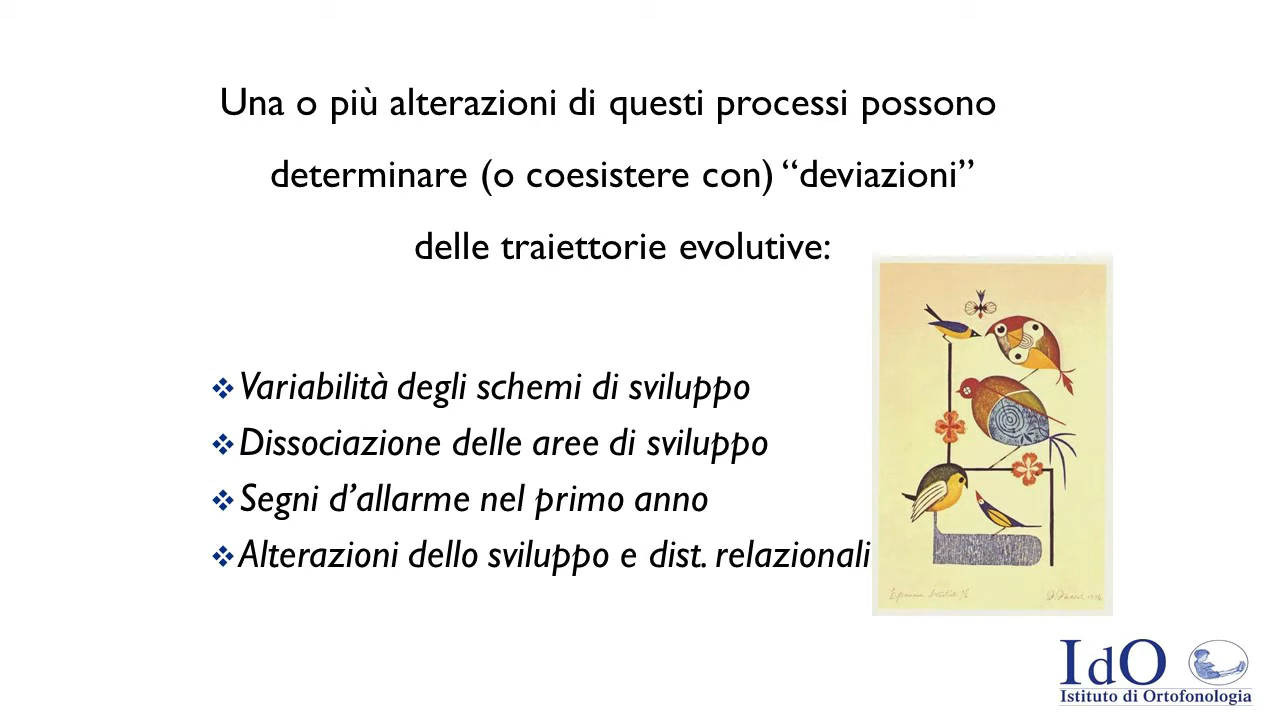 Una o più alterazioni di questi processi possono
determinare (o coesistere con) “deviazioni”
delle traiettorie evolutive:
❖Variabilità degli schemi di sviluppo
❖Dissociazione delle aree di sviluppo
❖Segni d’allarme nel primo anno
❖Alterazioni dello sviluppo e dist. relazionali
IdO
Istituto di Ortofonologia